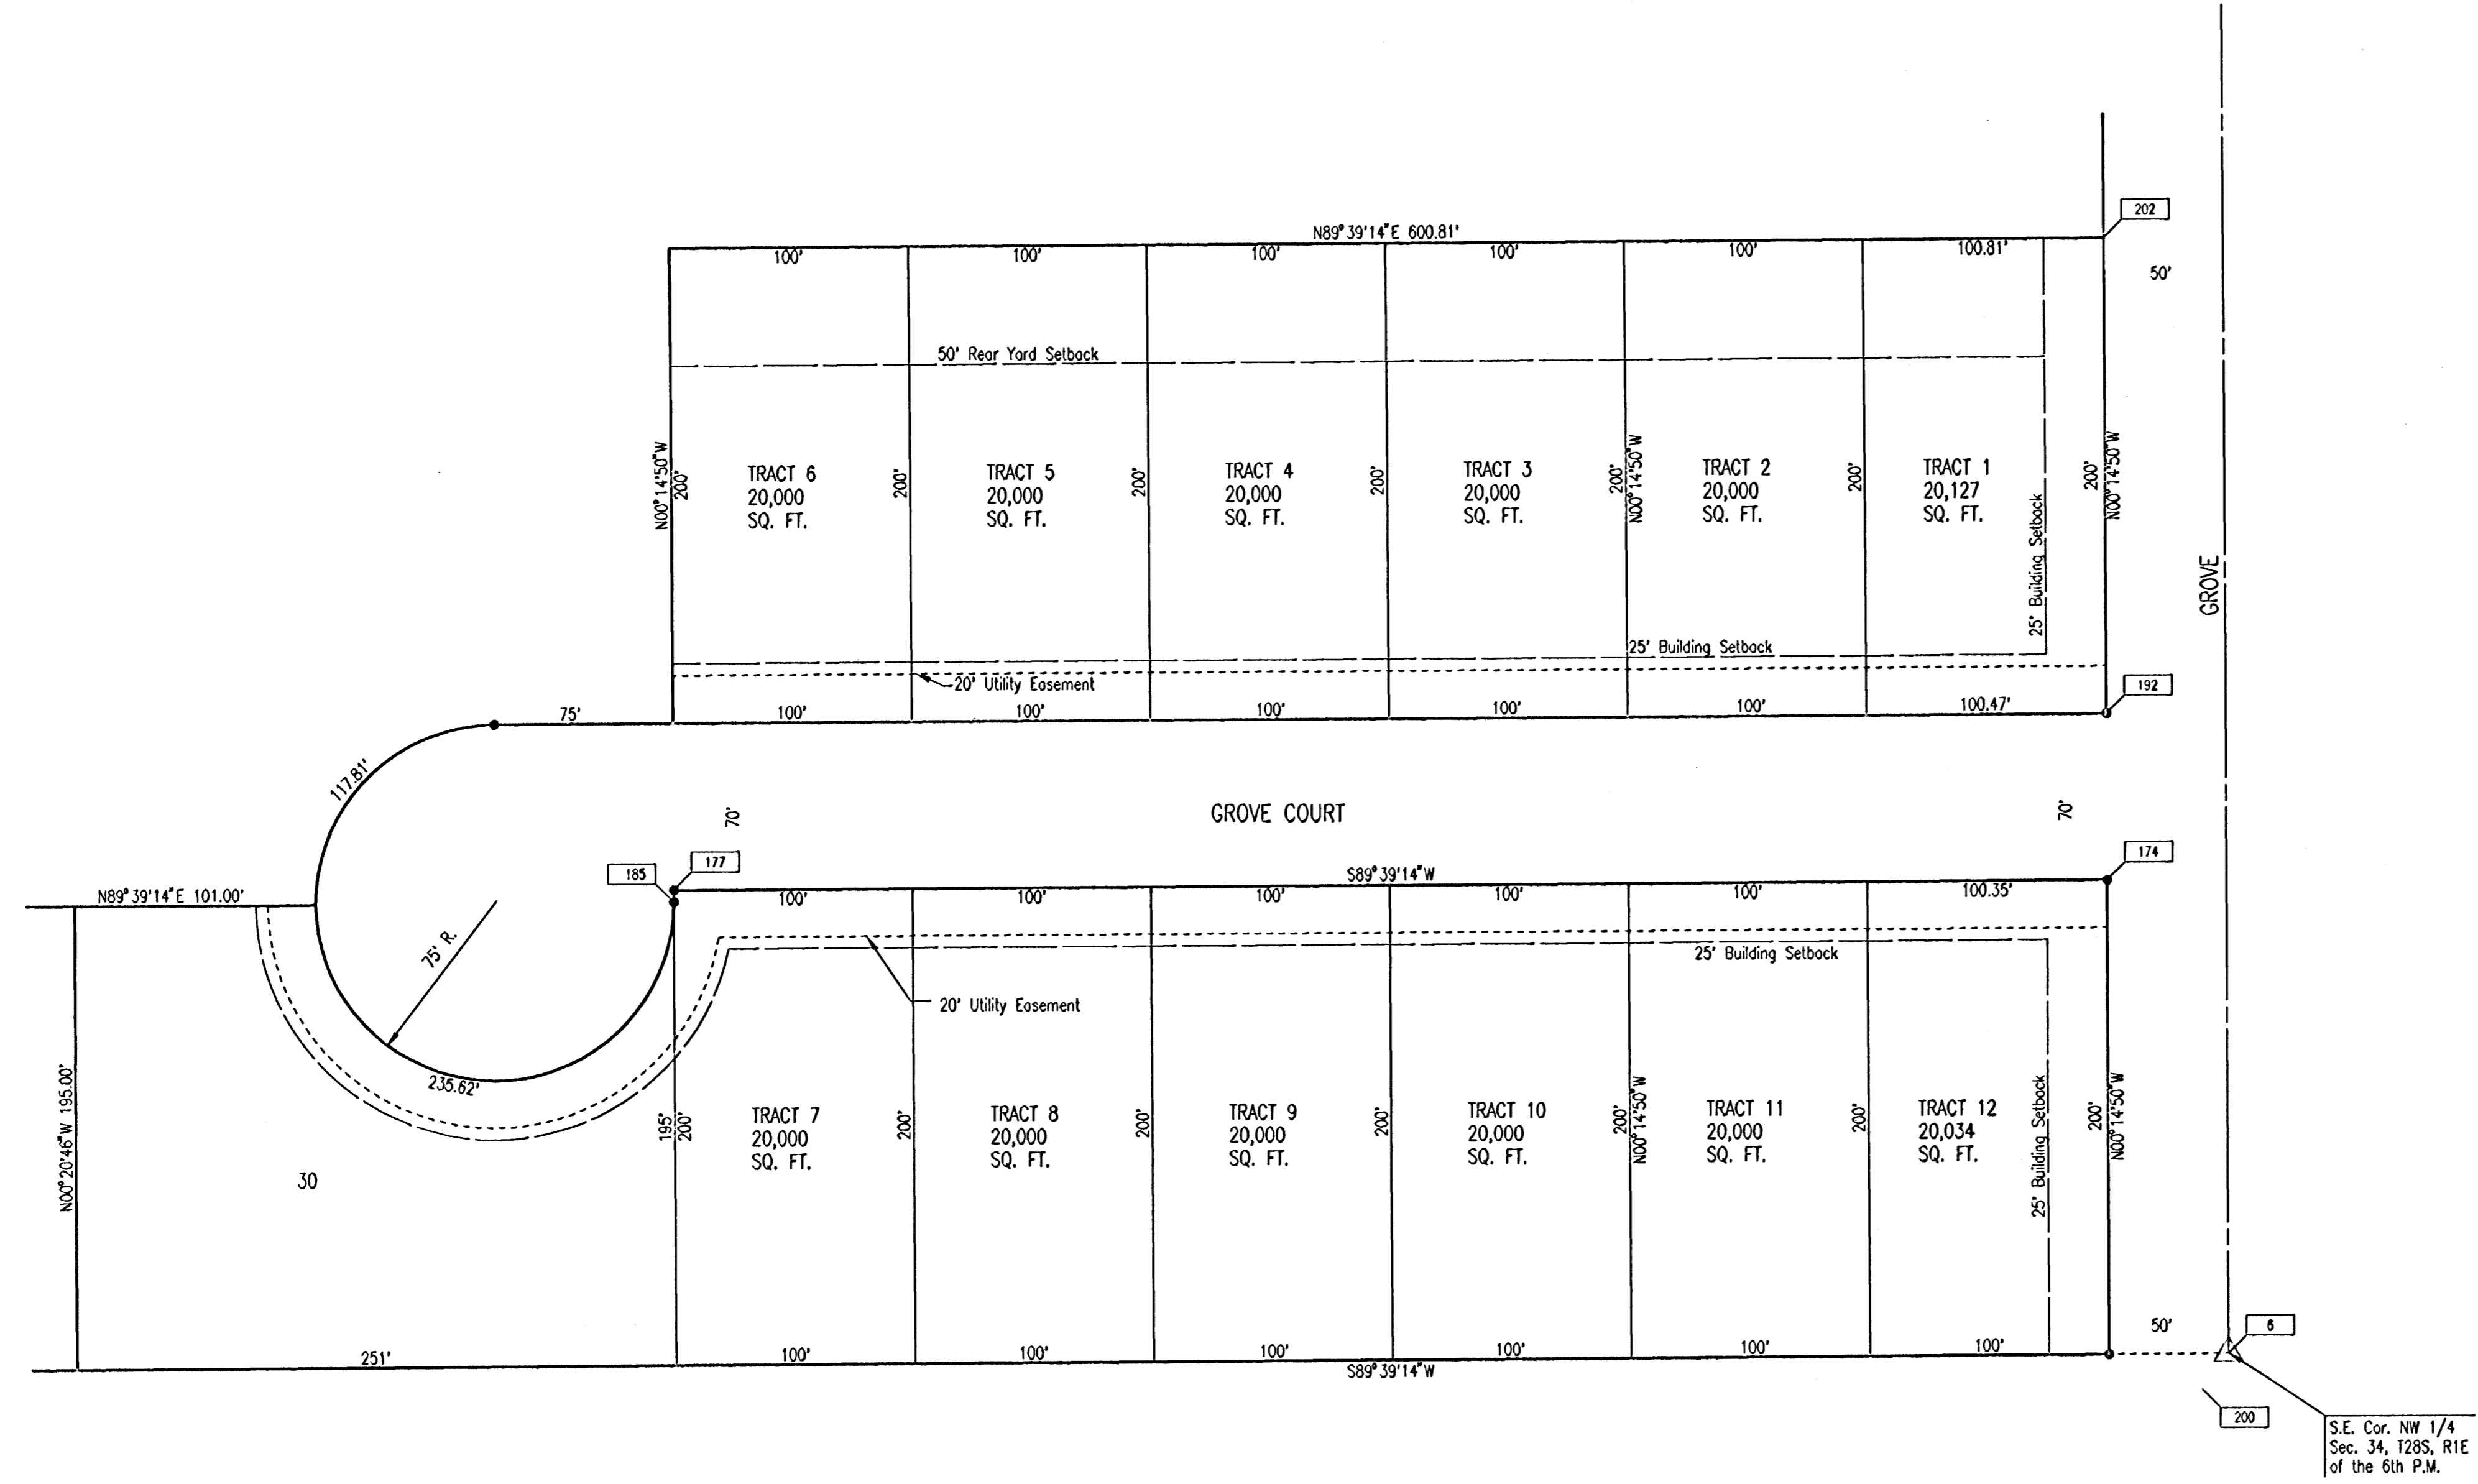 202
N89°39'14"E 600.81'
100'
100'
100'
100'
100'
100.81'
50'
50' Rear Yard Setback
N00°14'50"W
200'
TRACT 6
20,000
SQ. FT.
200'
TRACT 5
20,000
SQ. FT.
200'
TRACT 4
20,000
SQ. FT.
200'
TRACT 3
20,000
SQ. FT.
200'
N00°14'50"W
TRACT 2
20,000
SQ. FT.
200'
TRACT 1
20,127
SQ. FT.
25' Building Setback
200'
N00°14'50"W
GROVE
25' Building Setback
20' Utility Easement
192
75'
100'
100'
100'
100'
100'
100.47'
117.81'
70'
GROVE COURT
70'
185
177
174
S89°39'14"W
N89°39'14"E 101.00'
100'
100'
100'
100'
100'
100.35'
75' R.
25' Building Setback
20' Utility Easement
235.62'
N00°20'46"W 195.00'
30
195'
200'
TRACT 7
20,000
SQ. FT.
200'
TRACT 8
20,000
SQ. FT.
200'
TRACT 9
20,000
SQ. FT.
200'
TRACT 10
20,000
SQ. FT.
200'
N00°14'50"W
TRACT 11
20,000
SQ. FT.
200'
TRACT 12
20,034
SQ. FT.
25' Building Setback
200'
N00°14'50"W
50'
6
251'
100'
100'
100'
100'
100'
100'
S89°39'14"W
200
S.E. Cor. NW 1/4
Sec. 34, T28S, R1E
of the 6th P.M.